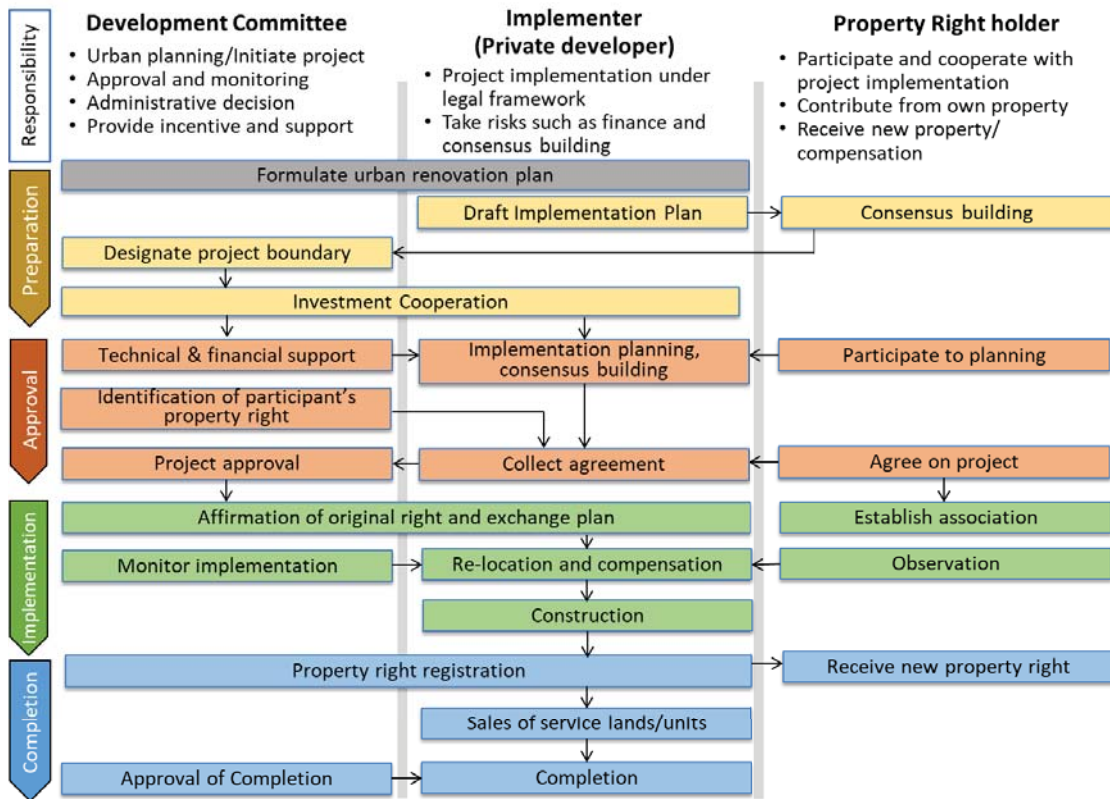 Responsibility
Development Committee
• Urban planning/Initiate project
• Approval and monitoring
• Administrative decision
• Provide incentive and support
Implementer
(Private developer)
• Project implementation under
legal framework
• Take risks such as finance and
consensus building
Property Right holder
• Participate and cooperate with
project implementation
• Contribute from own property
• Receive new property/
compensation
Preparation
Formulate urban renovation plan
Draft Implementation Plan
Consensus building
Designate project boundary
Investment Cooperation
Approval
Technical & financial support
Implementation planning,
consensus building
Participate to planning
Identification of participant's
property right
Project approval
Collect agreement
Agree on project
Implementation
Affirmation of original right and exchange plan
Establish association
Monitor implementation
Re-location and compensation
Observation
Construction
Completion
Property right registration
Receive new property right
Sales of service lands/units
Approval of Completion
Completion